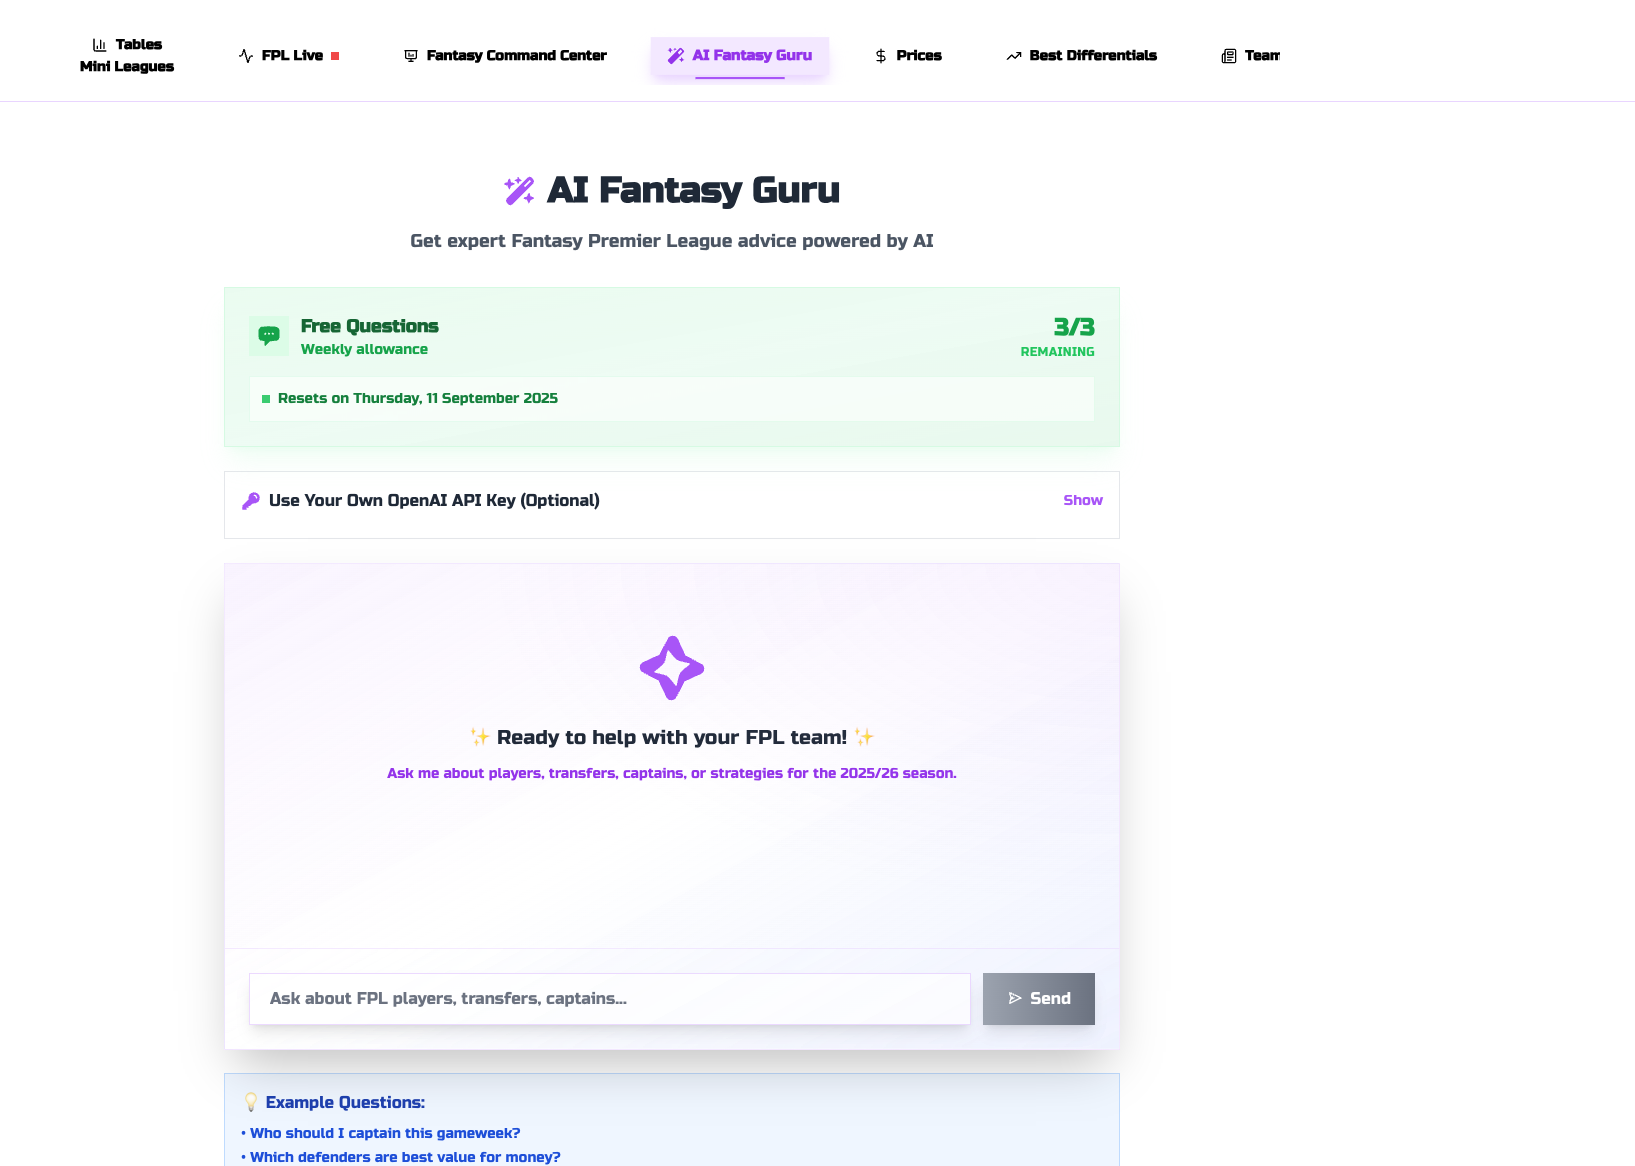 Tables
Mini Leagues
FPL Live
Fantasy Command Center
AI Fantasy Guru
Prices
Best Differentials
Team
AI Fantasy Guru
Get expert Fantasy Premier League advice powered by AI
Free Questions
Weekly allowance
3/3
REMAINING
Resets on Thursday, 11 September 2025
Use Your Own OpenAI API Key (Optional)
Show
✨ Ready to help with your FPL team! ✨
Ask me about players, transfers, captains, or strategies for the 2025/26 season.
Ask about FPL players, transfers, captains...
Send
💡 Example Questions:
• Who should I captain this gameweek?
• Which defenders are best value for money?